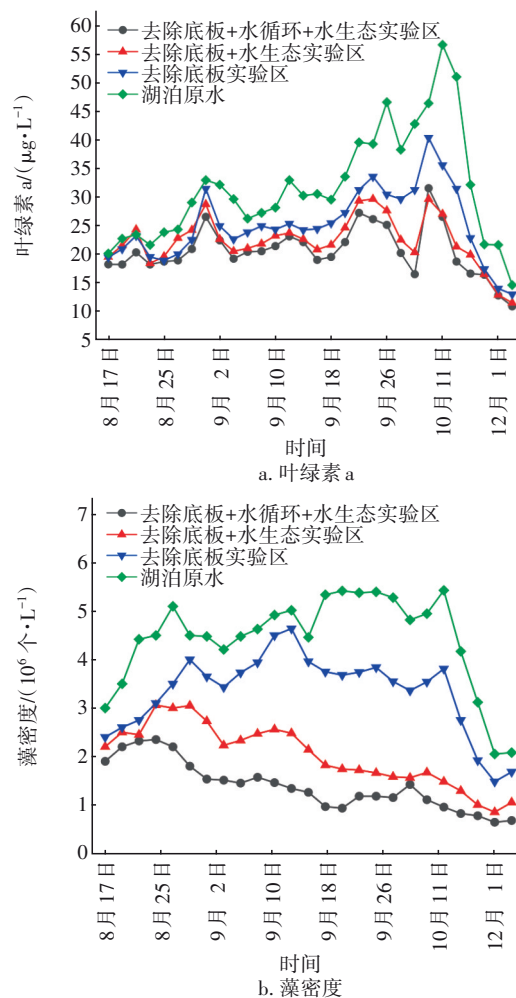 60
55
50
45
40
35
30
25
20
15
10
5
叶绿素 a/(μg·L⁻¹)
去除底板+水循环+水生态实验区
去除底板+水生态实验区
去除底板实验区
湖泊原水
8月17日
8月25日
9月2日
9月10日
9月18日
9月26日
10月11日
12月1日
时间
a. 叶绿素 a
7
6
5
4
3
2
1
0
藻密度/(10⁶ 个·L⁻¹)
去除底板+水循环+水生态实验区
去除底板+水生态实验区
去除底板实验区
湖泊原水
8月17日
8月25日
9月2日
9月10日
9月18日
9月26日
10月11日
12月1日
时间
b. 藻密度